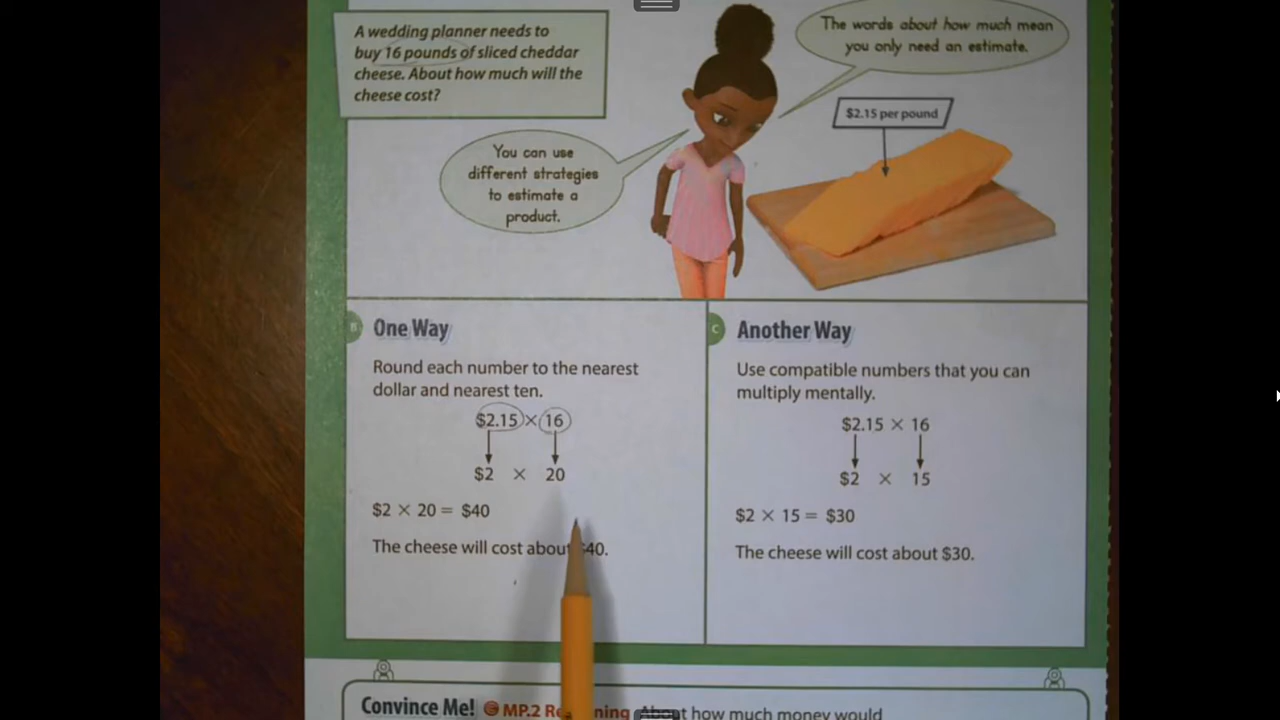 A wedding planner needs to
buy 16 pounds of sliced cheddar
cheese. About how much will the
cheese cost?
The words about how much mean
you only need an estimate.
$2.15 per pound
You can use
different strategies
to estimate a
product.
B One Way
Round each number to the nearest
dollar and nearest ten.
$2.15 × 16
$2 × 20
$2 × 20 = $40
The cheese will cost about $40.
C Another Way
Use compatible numbers that you can
multiply mentally.
$2.15 × 16
$2 × 15
$2 × 15 = $30
The cheese will cost about $30.
Convince Me! MP.2 Reasoning About how much money would